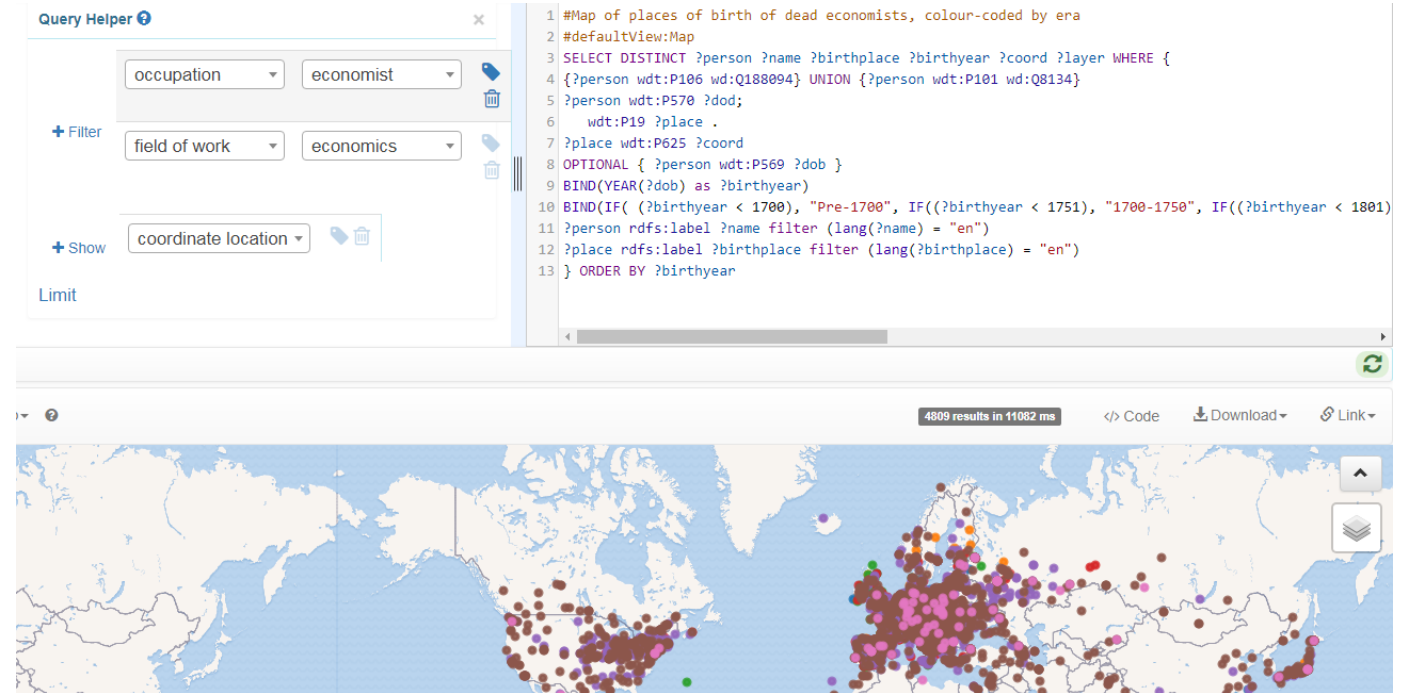 Query Helper
occupation
economist
+ Filter
field of work
economics
+ Show
coordinate location
Limit
1 #Map of places of birth of dead economists, colour-coded by era
2 #defaultView:Map
3 SELECT DISTINCT ?person ?name ?birthplace ?birthyear ?coord ?layer WHERE {
4 {?person wdt:P106 wd:Q188094} UNION {?person wdt:P101 wd:Q8134}
5 ?person wdt:P570 ?dod;
6    wdt:P19 ?place .
7 ?place wdt:P625 ?coord
8 OPTIONAL { ?person wdt:P569 ?dob }
9 BIND(YEAR(?dob) as ?birthyear)
10 BIND(IF( (?birthyear < 1700), "Pre-1700", IF((?birthyear < 1751), "1700-1750", IF((?birthyear < 1801)
11 ?person rdfs:label ?name filter (lang(?name) = "en")
12 ?place rdfs:label ?birthplace filter (lang(?birthplace) = "en")
13 } ORDER BY ?birthyear
4809 results in 11082 ms
</> Code
Download
Link